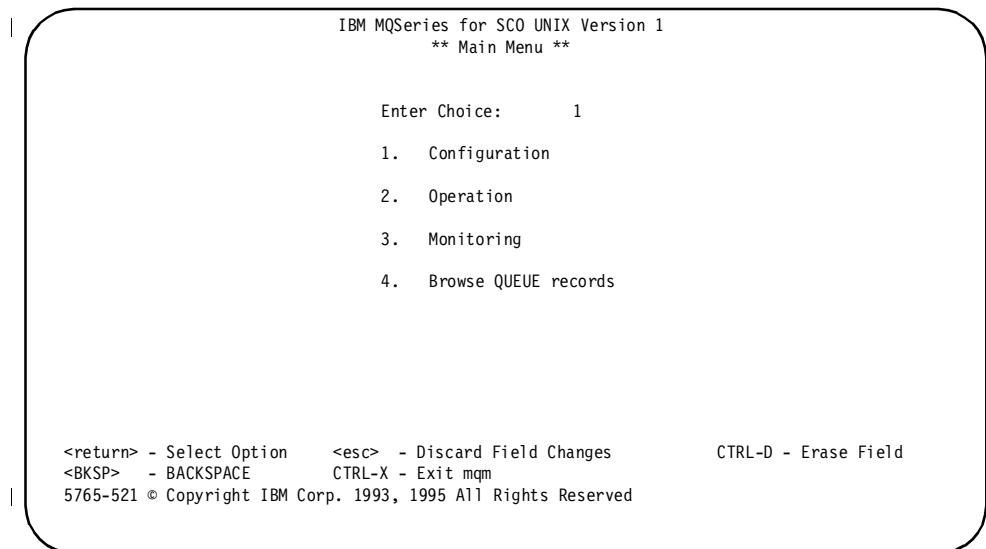 IBM MQSeries for SCO UNIX Version 1
** Main Menu **
Enter Choice: 1
1. Configuration
2. Operation
3. Monitoring
4. Browse QUEUE records
<return> - Select Option <esc> - Discard Field Changes CTRL-D - Erase Field
<BKSP> - BACKSPACE CTRL-X - Exit mqm
5765-521 © Copyright IBM Corp. 1993, 1995 All Rights Reserved